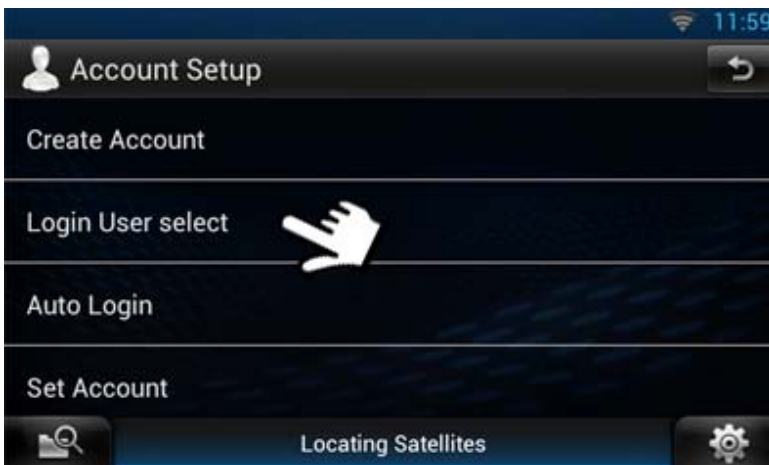 11:59
Account Setup
Create Account
Login User select
Auto Login
Set Account
Locating Satellites